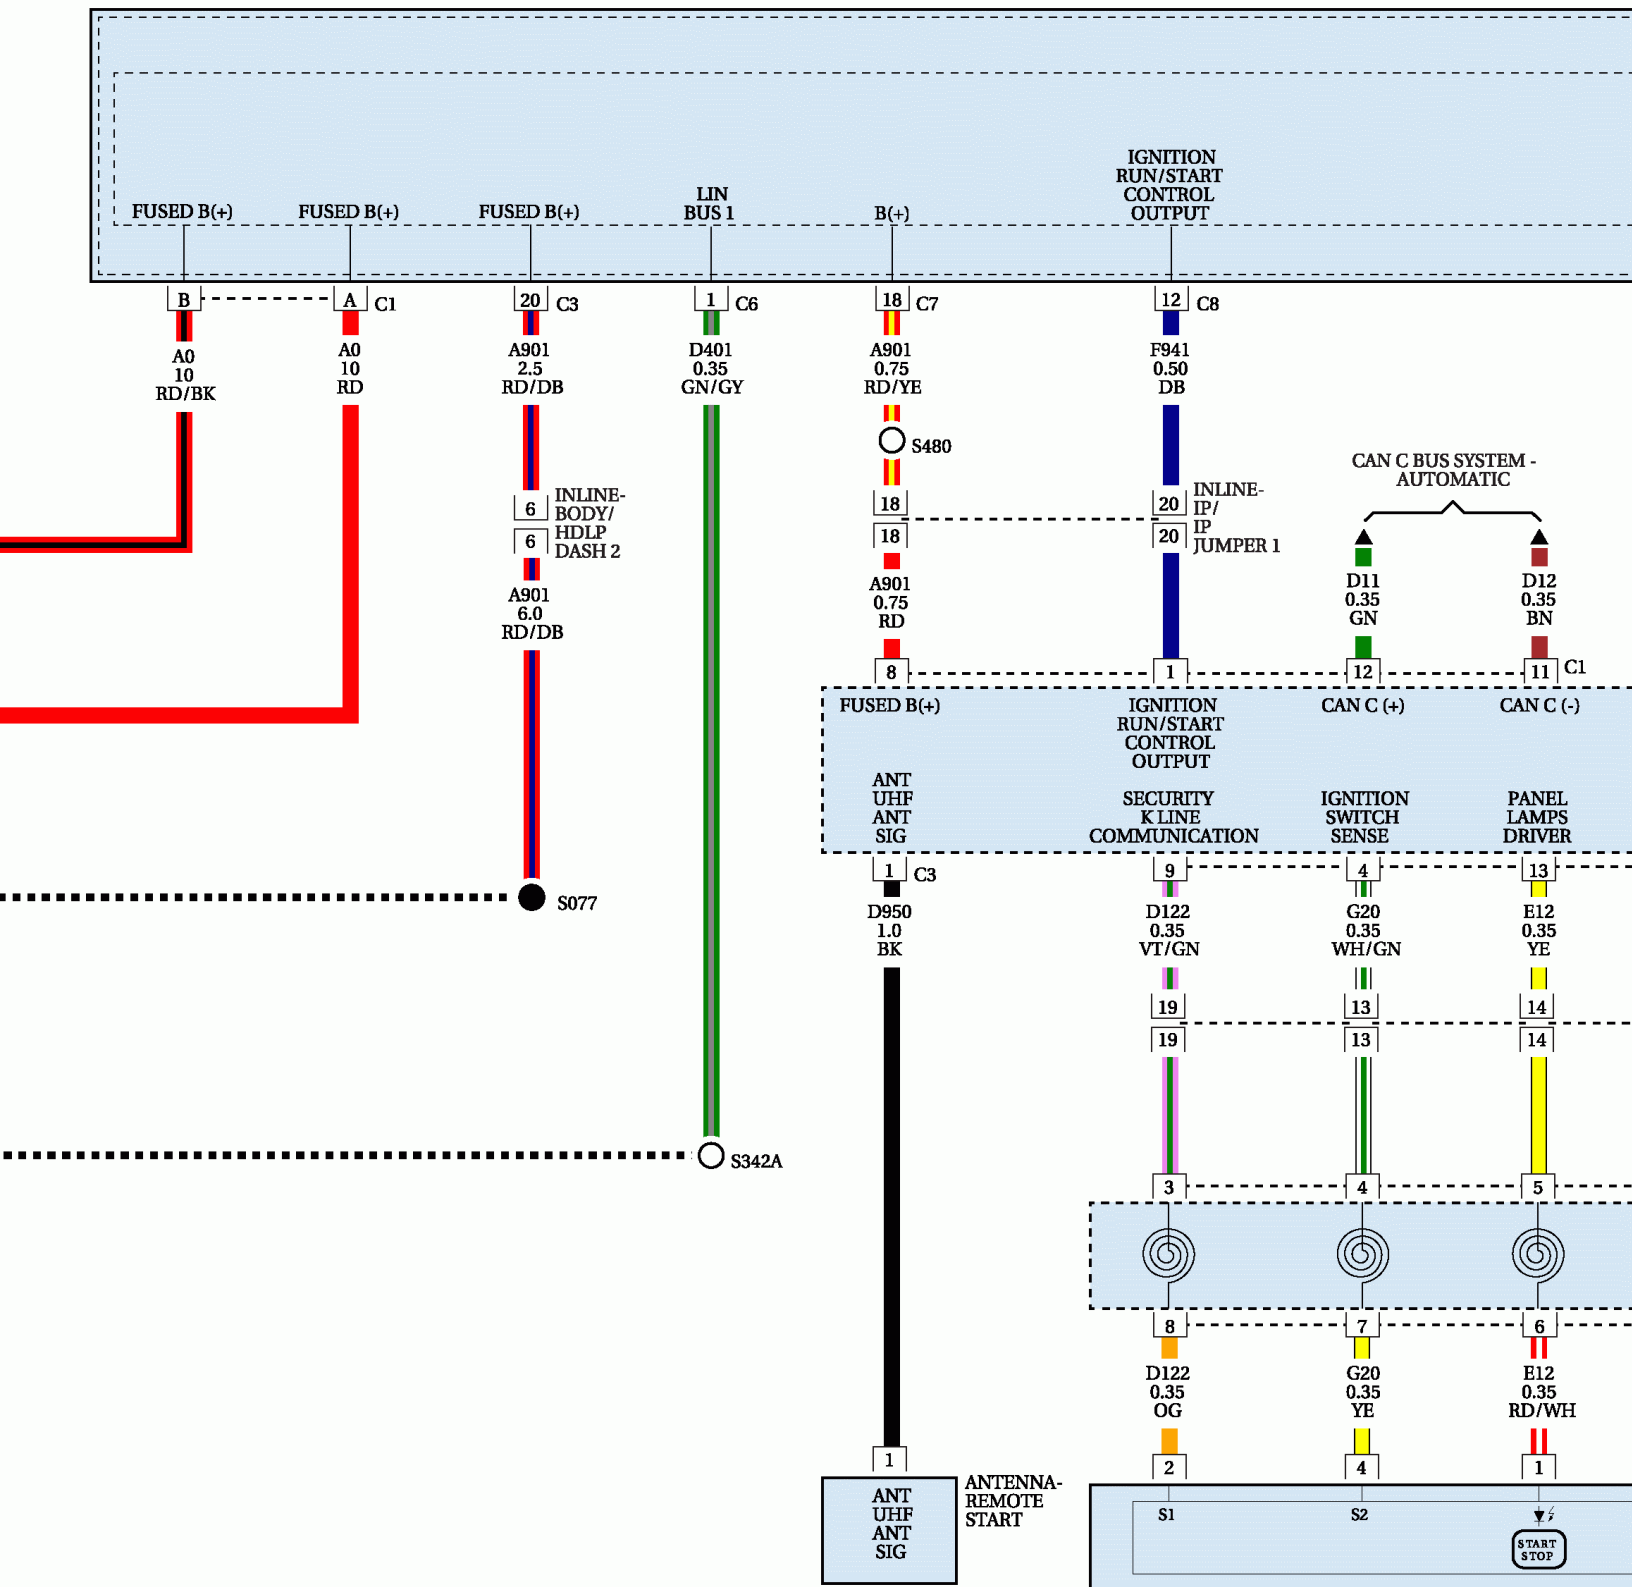 FUSED B(+)
FUSED B(+)
FUSED B(+)
LIN
BUS 1
B(+)
IGNITION
RUN/START
CONTROL
OUTPUT
B
A
C1
20
C3
1
C6
18
C7
12
C8
A0
10
RD/BK
A0
10
RD
A901
2.5
RD/DB
D401
0.35
GN/GY
A901
0.75
RD/YE
F941
0.50
DB
S480
CAN C BUS SYSTEM -
AUTOMATIC
6
6
INLINE-
BODY/
HDLP
DASH 2
18
18
20
20
INLINE-
IP/
IP
JUMPER 1
A901
6.0
RD/DB
A901
0.75
RD
D11
0.35
GN
D12
0.35
BN
8
1
12
11
C1
FUSED B(+)
IGNITION
RUN/START
CONTROL
OUTPUT
CAN C (+)
CAN C (-)
ANT
UHF
ANT
SIG
SECURITY
K LINE
COMMUNICATION
IGNITION
SWITCH
SENSE
PANEL
LAMPS
DRIVER
1
C3
9
4
13
S077
D950
1.0
BK
D122
0.35
VT/GN
G20
0.35
WH/GN
E12
0.35
YE
19
13
14
19
13
14
S342A
3
4
5
8
7
6
D122
0.35
OG
G20
0.35
YE
E12
0.35
RD/WH
1
2
4
1
ANT
UHF
ANT
SIG
ANTENNA-
REMOTE
START
S1
S2
START
STOP